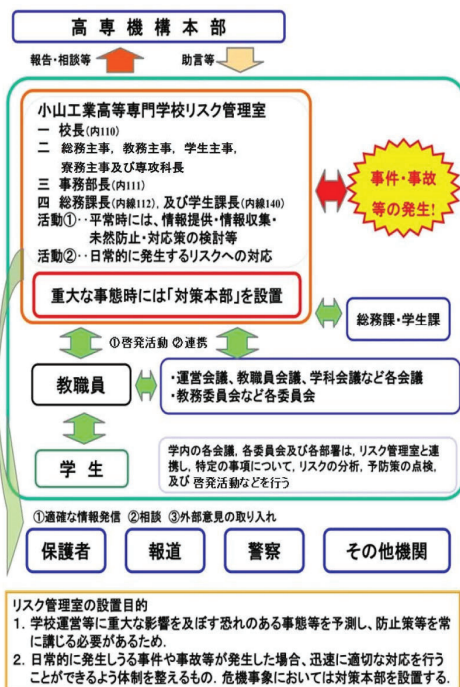 高専機構本部
報告・相談等 助言等
小山工業高等専門学校リスク管理室
一 校長(内110)
二 総務主事，教務主事，学生主事，
寮務主事及び専攻科長
三 事務部長(内111)
四 総務課長(内線112)，及び学生課長(内線140)
活動①‥平常時には、情報提供・情報収集・
未然防止・対応策の検討等
活動②‥日常的に発生するリスクへの対応
事件・事故
等の発生!
重大な事態時には「対策本部」を設置
総務課・学生課
①啓発活動 ②連携
教職員
・運営会議、教職員会議、学科会議など各会議
・教務委員会など各委員会
学生
学内の各会議，各委員会及び各部署は，リスク管理室と連
携し，特定の事項について，リスクの分析，予防策の点検，
及び 啓発活動などを行う
①適確な情報発信 ②相談 ③外部意見の取り入れ
保護者 報道 警察 その他機関
リスク管理室の設置目的
1. 学校運営等に重大な影響を及ぼす恐れのある事態等を予測し、防止策等を常
に講じる必要があるため．
2. 日常的に発生しうる事件や事故等が発生した場合、迅速に適切な対応を行う
ことができるよう体制を整えるもの．危機事象においては対策本部を設置する．